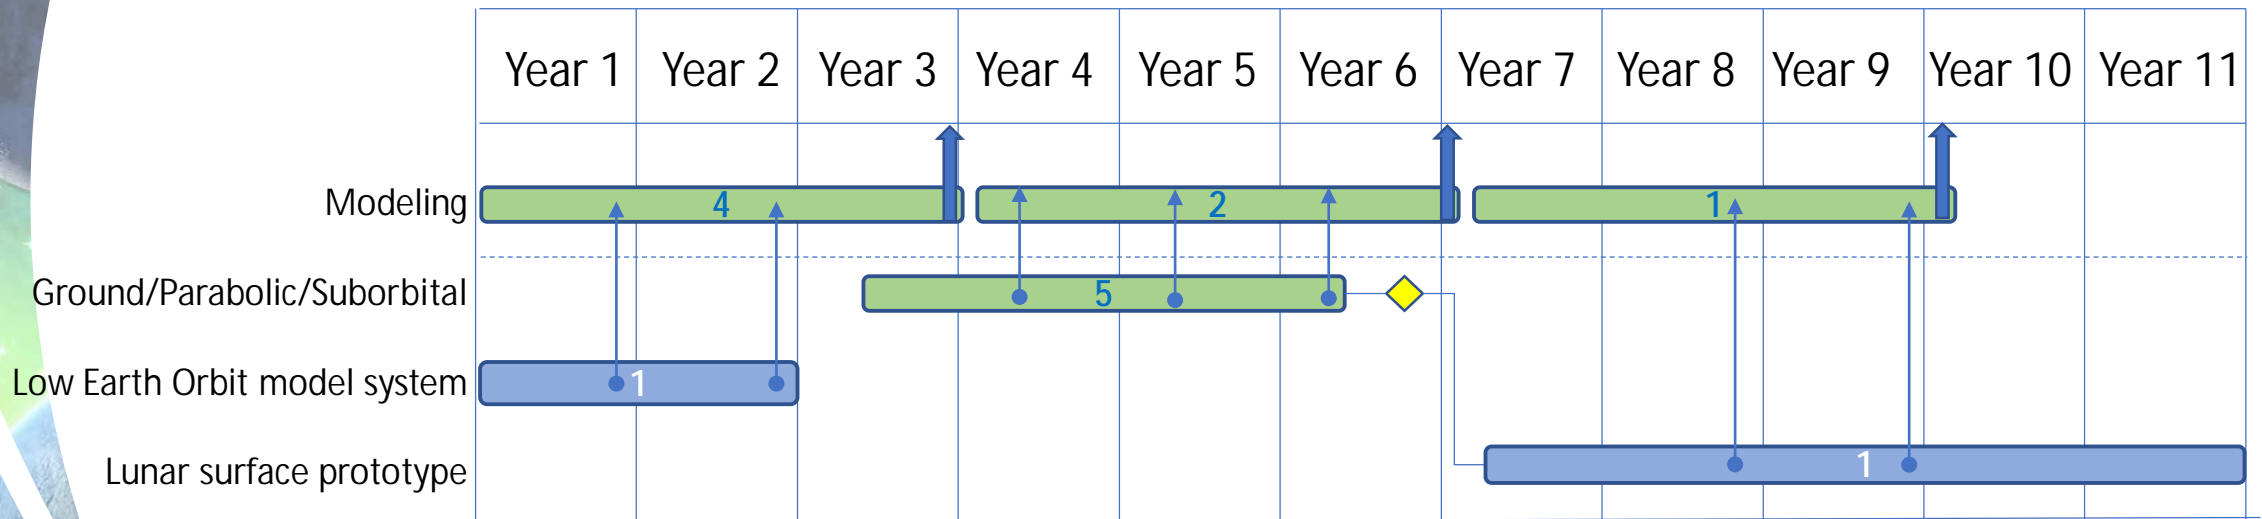 Year 1 Year 2 Year 3 Year 4 Year 5 Year 6 Year 7 Year 8 Year 9 Year 10 Year 11
Modeling 4 2 1
Ground/Parabolic/Suborbital 5
Low Earth Orbit model system 1
Lunar surface prototype 1